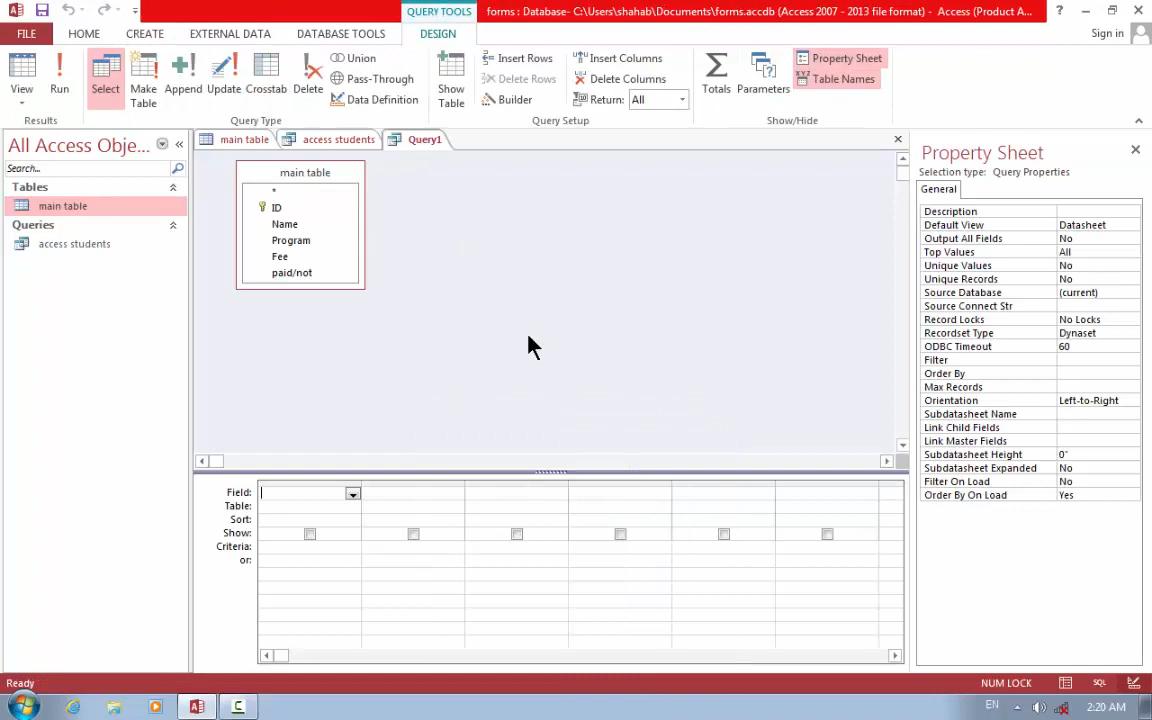 QUERY TOOLS
forms : Database- C:\Users\shahab\Documents\forms.accdb (Access 2007 - 2013 file format) - Access (Product A...
?
FILE
HOME
CREATE
EXTERNAL DATA
DATABASE TOOLS
DESIGN
Sign in
View
Run
Select
Make Table
Append
Update
Crosstab
Delete
Union
Pass-Through
Data Definition
Show Table
Insert Rows
Delete Rows
Builder
Insert Columns
Delete Columns
Return: All
Totals
Parameters
Property Sheet
Table Names
Results
Query Type
Query Setup
Show/Hide
All Access Obje...
Search...
Tables
main table
Queries
access students
main table
access students
Query1
main table
*
ID
Name
Program
Fee
paid/not
Field:
Table:
Sort:
Show:
Criteria:
or:
Property Sheet
Selection type: Query Properties
General
Description
Default View Datasheet
Output All Fields No
Top Values All
Unique Values No
Unique Records No
Source Database (current)
Source Connect Str
Record Locks No Locks
Recordset Type Dynaset
ODBC Timeout 60
Filter
Order By
Max Records
Orientation Left-to-Right
Subdatasheet Name
Link Child Fields
Link Master Fields
Subdatasheet Height 0"
Subdatasheet Expanded No
Filter On Load No
Order By On Load Yes
Ready
NUM LOCK
SQL
EN
2:20 AM